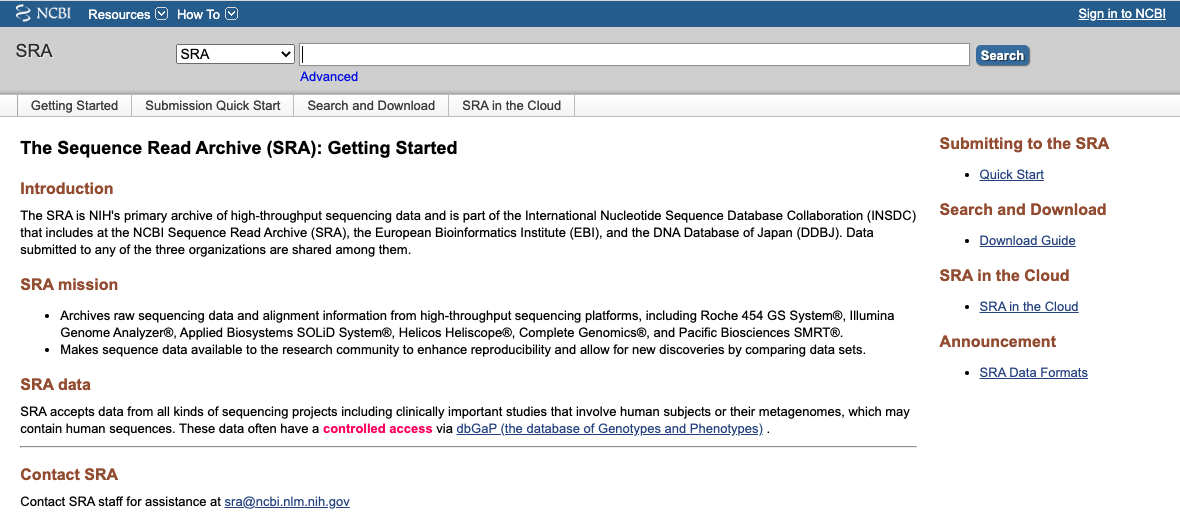 NCBI Resources How To Sign in to NCBI
SRA SRA Search
Advanced
Getting Started Submission Quick Start Search and Download SRA in the Cloud
The Sequence Read Archive (SRA): Getting Started
Introduction
The SRA is NIH's primary archive of high-throughput sequencing data and is part of the International Nucleotide Sequence Database Collaboration (INSDC)
that includes at the NCBI Sequence Read Archive (SRA), the European Bioinformatics Institute (EBI), and the DNA Database of Japan (DDBJ). Data
submitted to any of the three organizations are shared among them.
SRA mission
• Archives raw sequencing data and alignment information from high-throughput sequencing platforms, including Roche 454 GS System®, Illumina
Genome Analyzer®, Applied Biosystems SOLiD System®, Helicos Heliscope®, Complete Genomics®, and Pacific Biosciences SMRT®.
• Makes sequence data available to the research community to enhance reproducibility and allow for new discoveries by comparing data sets.
SRA data
SRA accepts data from all kinds of sequencing projects including clinically important studies that involve human subjects or their metagenomes, which may
contain human sequences. These data often have a controlled access via dbGaP (the database of Genotypes and Phenotypes) .
Contact SRA
Contact SRA staff for assistance at sra@ncbi.nlm.nih.gov
Submitting to the SRA
• Quick Start
Search and Download
• Download Guide
SRA in the Cloud
• SRA in the Cloud
Announcement
• SRA Data Formats